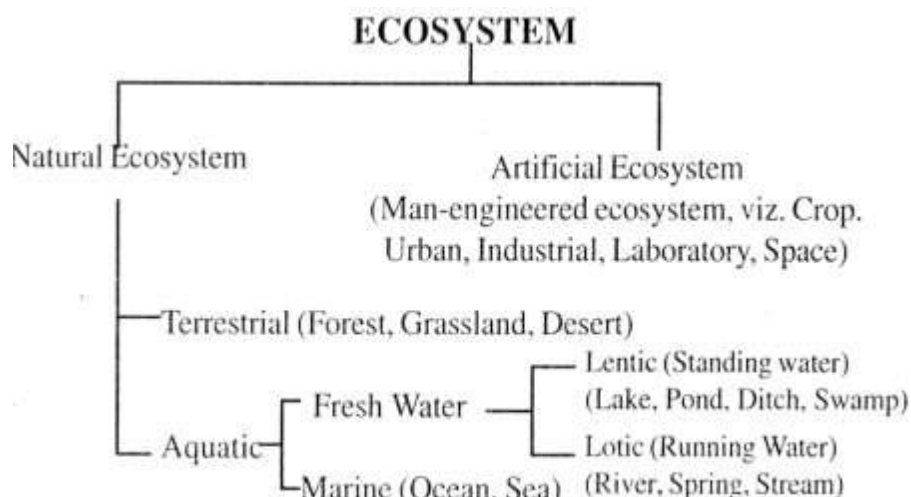 ECOSYSTEM
Natural Ecosystem
Artificial Ecosystem
(Man-engineered ecosystem, viz. Crop.
Urban, Industrial, Laboratory, Space)
Terrestrial (Forest, Grassland, Desert)
Aquatic
Fresh Water
Lentic (Standing water)
(Lake, Pond, Ditch, Swamp)
Lotic (Running Water)
(River, Spring, Stream)
Marine (Ocean, Sea)